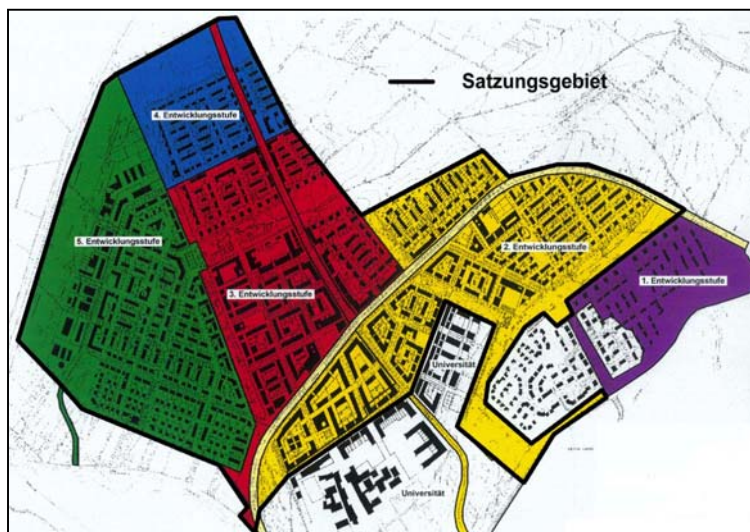 Satzungsgebiet
4. Entwicklungsstufe
5. Entwicklungsstufe
2. Entwicklungsstufe
1. Entwicklungsstufe
3. Entwicklungsstufe
Universität
Universität